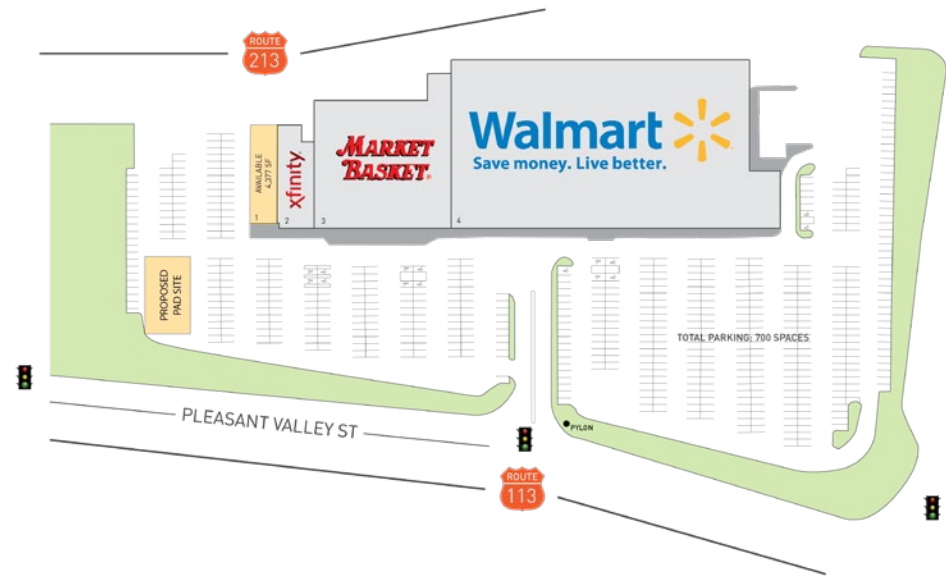 ROUTE
213
AVAILABLE
4,377 SF
1
xfinity
2
MARKET
BASKET
3
Walmart
Save money. Live better.
4
PROPOSED
PAD SITE
TOTAL PARKING: 700 SPACES
PLEASANT VALLEY ST
PYLON
ROUTE
113